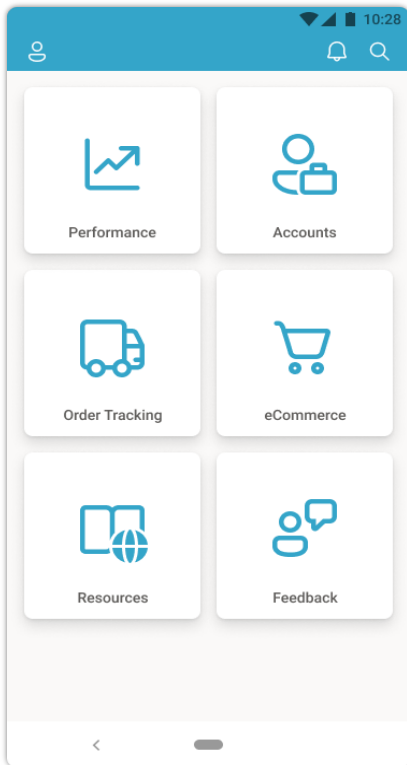 10:28
Performance
Accounts
Order Tracking
eCommerce
Resources
Feedback